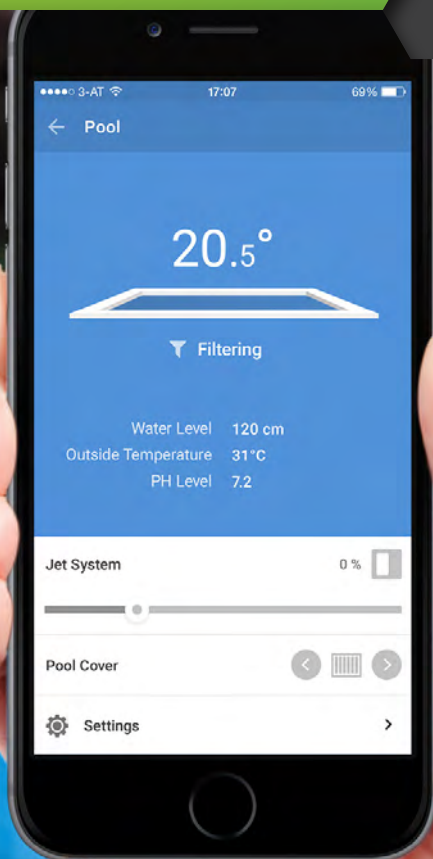 3-AT 17:07 69%
Pool
20.5°
Filtering
Water Level 120 cm
Outside Temperature 31°C
PH Level 7.2
Jet System 0 %
Pool Cover
Settings